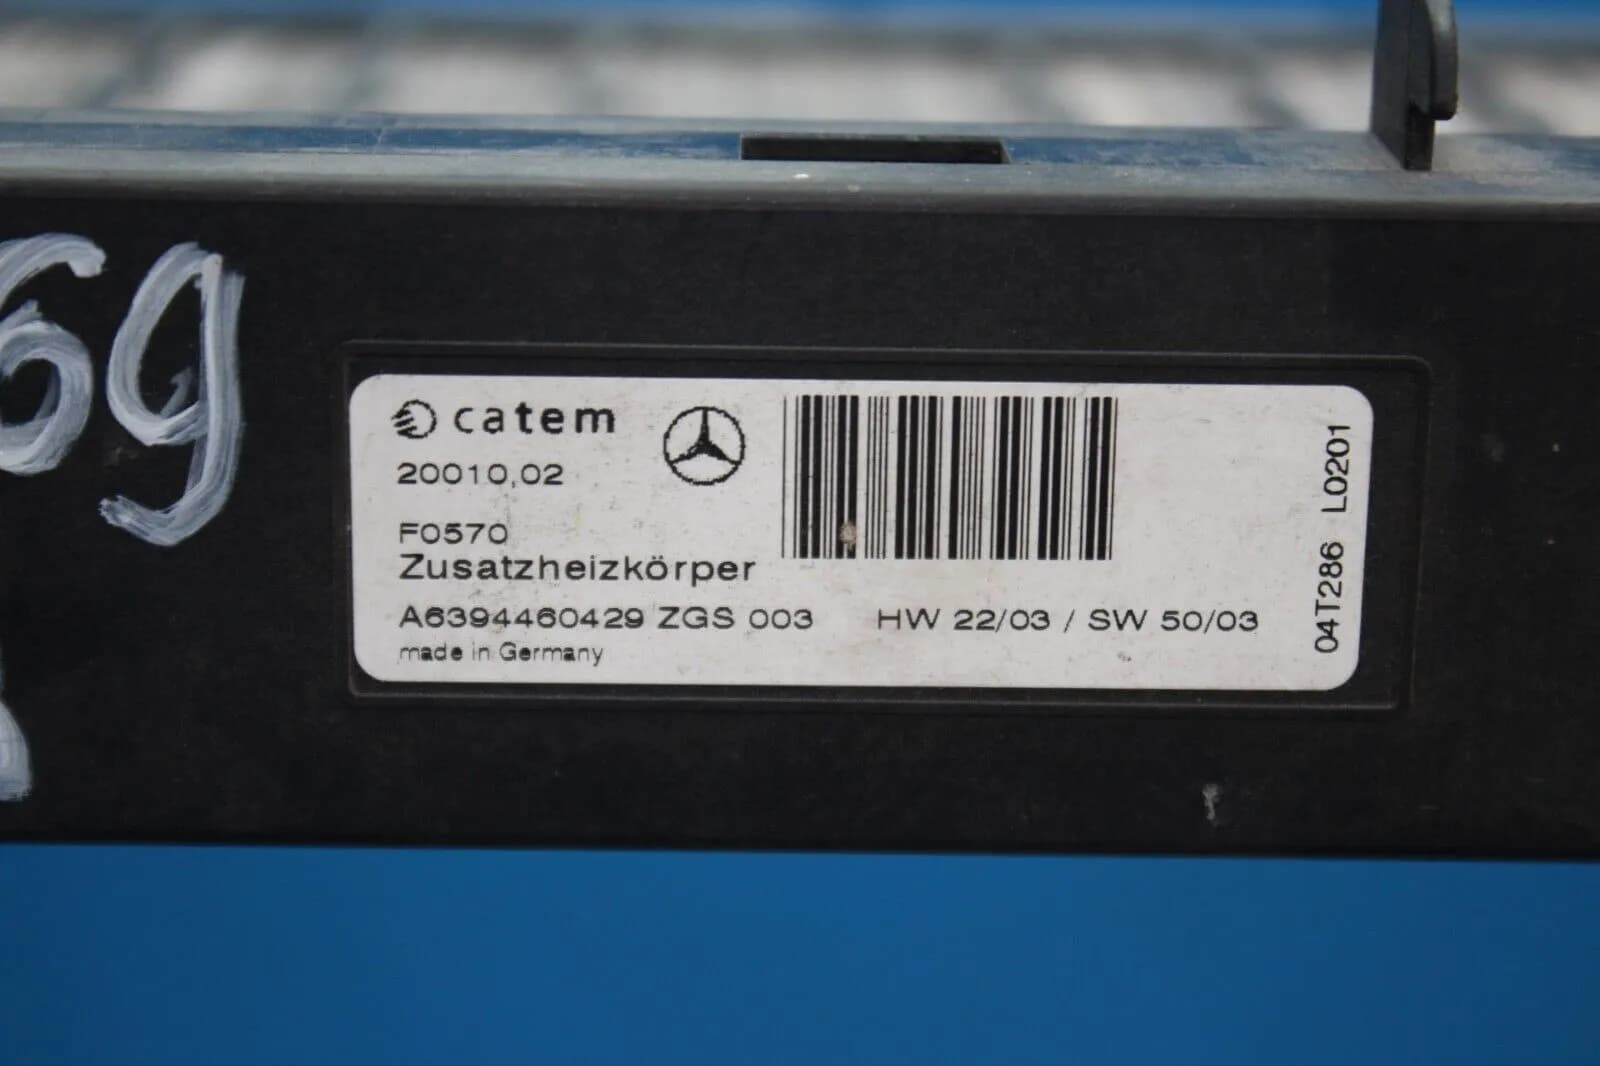 69
catem
20010,02
F0570
Zusatzheizkörper
A6394460429 ZGS 003 HW 22/03 / SW 50/03
made in Germany
04T286 L0201